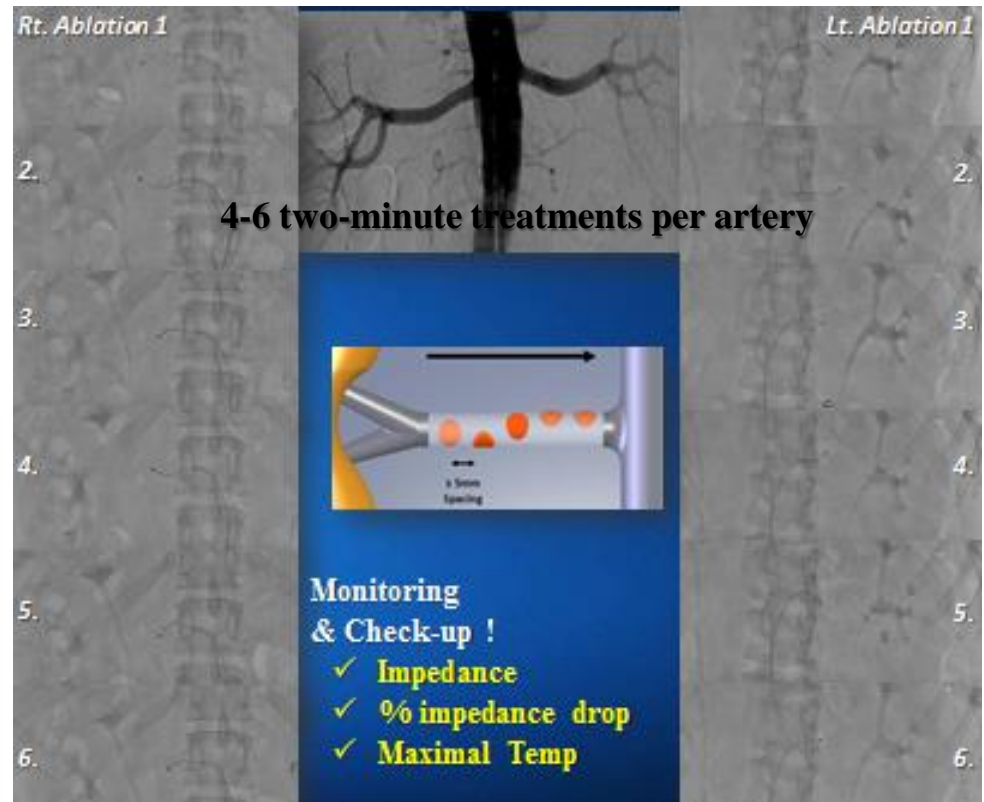 Rt. Ablation 1
Lt. Ablation 1
2.
2.
4-6 two-minute treatments per artery
3.
3.
4.
4.
≥ 5mm
Spacing
5.
5.
Monitoring
& Check-up !
✓ Impedance
✓ % impedance drop
✓ Maximal Temp
6.
6.